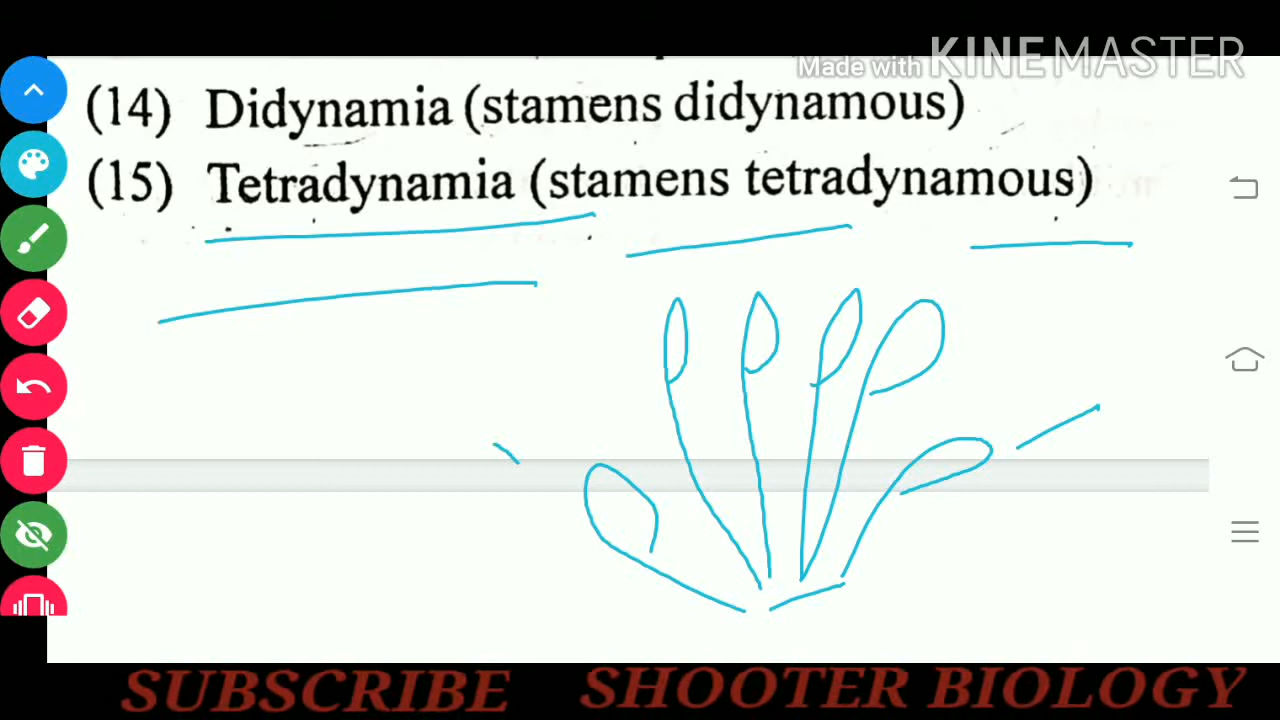 Made with KINEMASTER
(14) Didynamia (stamens didynamous)
(15) Tetradynamia (stamens tetradynamous)
SUBSCRIBE SHOOTER BIOLOGY